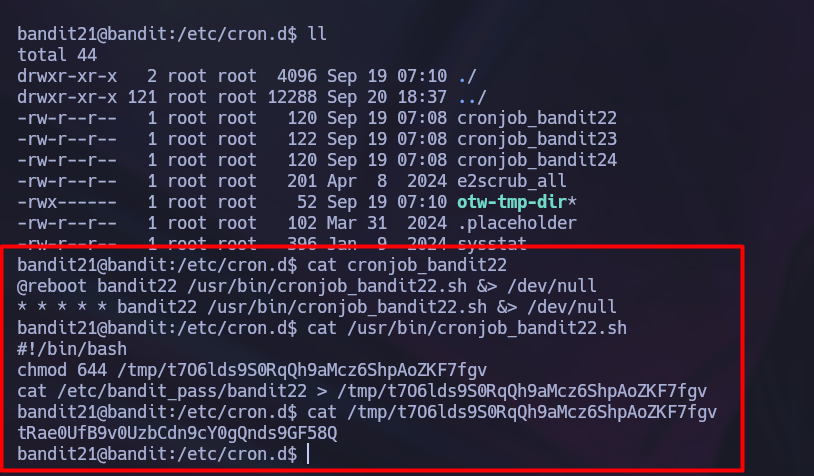 bandit21@bandit:/etc/cron.d$ ll
total 44
drwxr-xr-x   2 root root  4096 Sep 19 07:10 ./
drwxr-xr-x 121 root root 12288 Sep 20 18:37 ../
-rw-r--r--   1 root root   120 Sep 19 07:08 cronjob_bandit22
-rw-r--r--   1 root root   122 Sep 19 07:08 cronjob_bandit23
-rw-r--r--   1 root root   120 Sep 19 07:08 cronjob_bandit24
-rw-r--r--   1 root root   201 Apr  8  2024 e2scrub_all
-rwx------   1 root root    52 Sep 19 07:10 otw-tmp-dir*
-rw-r--r--   1 root root   102 Mar 31  2024 .placeholder
-rw-r--r--   1 root root   396 Jan  9  2024 sysstat
bandit21@bandit:/etc/cron.d$ cat cronjob_bandit22
@reboot bandit22 /usr/bin/cronjob_bandit22.sh &> /dev/null
* * * * * bandit22 /usr/bin/cronjob_bandit22.sh &> /dev/null
bandit21@bandit:/etc/cron.d$ cat /usr/bin/cronjob_bandit22.sh
#!/bin/bash
chmod 644 /tmp/t7O6lds9S0RqQh9aMcz6ShpAoZKF7fgv
cat /etc/bandit_pass/bandit22 > /tmp/t7O6lds9S0RqQh9aMcz6ShpAoZKF7fgv
bandit21@bandit:/etc/cron.d$ cat /tmp/t7O6lds9S0RqQh9aMcz6ShpAoZKF7fgv
tRae0UfB9v0UzbCdn9cY0gQnds9GF58Q
bandit21@bandit:/etc/cron.d$